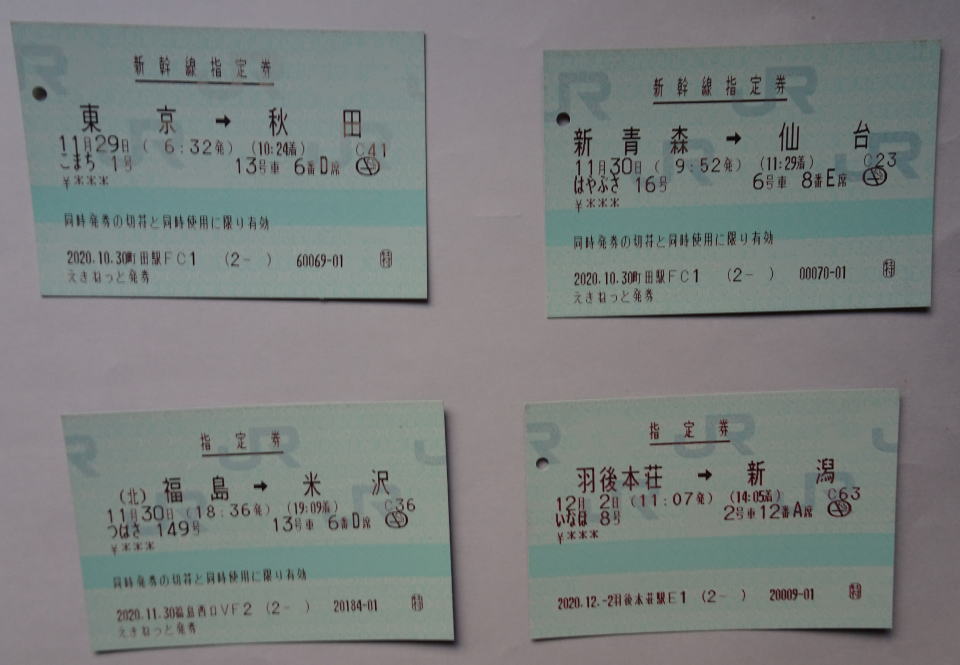 新幹線指定券
東京 → 秋田
11月29日 ( 6:32発) (10:24着) C41
こまち 1号 13号車 6番D席
¥***
同時発券の切符と同時使用に限り有効
2020.10.30町田駅FC1 (2- ) 60069-01 特
えきねっと発券
新幹線指定券
新青森 → 仙台
11月30日 ( 9:52発) (11:29着) C23
はやぶさ 16号 6号車 8番E席
¥***
同時発券の切符と同時使用に限り有効
2020.10.30町田駅FC1 (2- ) 00070-01 特
えきねっと発券
指定券
(北) 福島 → 米沢
11月30日 (18:36発) (19:09着) C36
つばさ 149号 13号車 6番D席
¥***
同時発券の切符と同時使用に限り有効
2020.11.30福島西口VF2 (2- ) 20184-01 特
えきねっと発券
指定券
羽後本荘 → 新潟
12月 2日 (11:07発) (14:05着) C63
いなほ 8号 2号車 12番A席
¥***
2020.12.-2羽後本荘駅E1 (2- ) 20009-01 特